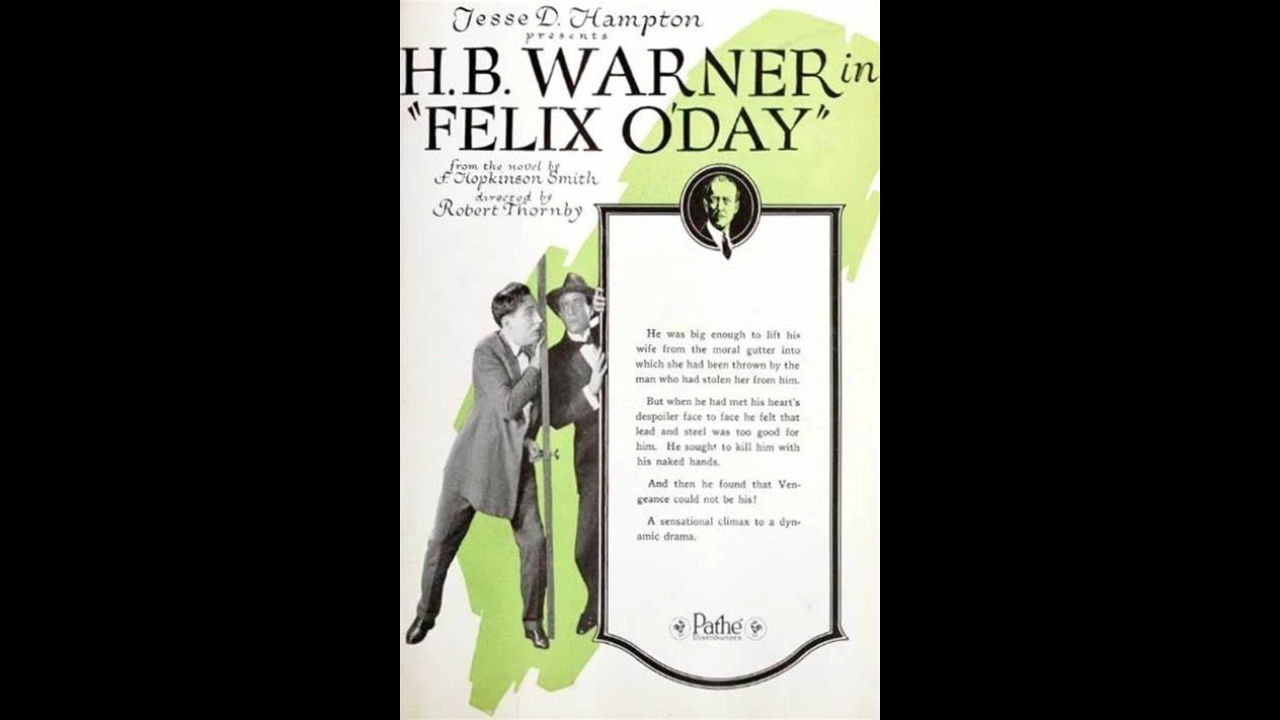 Jesse D. Hampton
presents
H.B. WARNER in
"FELIX O'DAY"
from the novel by
F. Hopkinson Smith
directed by
Robert Thornby
He was big enough to lift his
wife from the moral gutter into
which she had been thrown by the
man who had stolen her from him.
But when he had met his heart's
despoiler face to face he felt that
lead and steel was too good for
him. He sought to kill him with
his naked hands.
And then he found that Ven-
geance could not be his!
A sensational climax to a dyn-
amic drama.
Pathé
Distributors